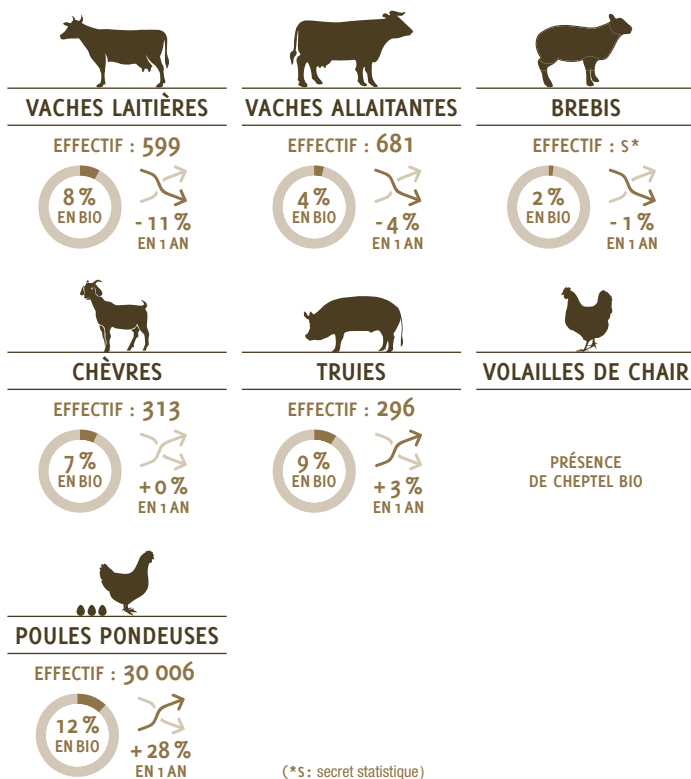 VACHES LAITIÈRES
EFFECTIF : 599
8 %
EN BIO
- 11 %
EN 1 AN
VACHES ALLAITANTES
EFFECTIF : 681
4 %
EN BIO
- 4 %
EN 1 AN
BREBIS
EFFECTIF : S*
2 %
EN BIO
- 1 %
EN 1 AN
CHÈVRES
EFFECTIF : 313
7 %
EN BIO
+ 0 %
EN 1 AN
TRUIES
EFFECTIF : 296
9 %
EN BIO
+ 3 %
EN 1 AN
VOLAILLES DE CHAIR
PRÉSENCE
DE CHEPTEL BIO
POULES PONDEUSES
EFFECTIF : 30 006
12 %
EN BIO
+ 28 %
EN 1 AN
(*S : secret statistique)